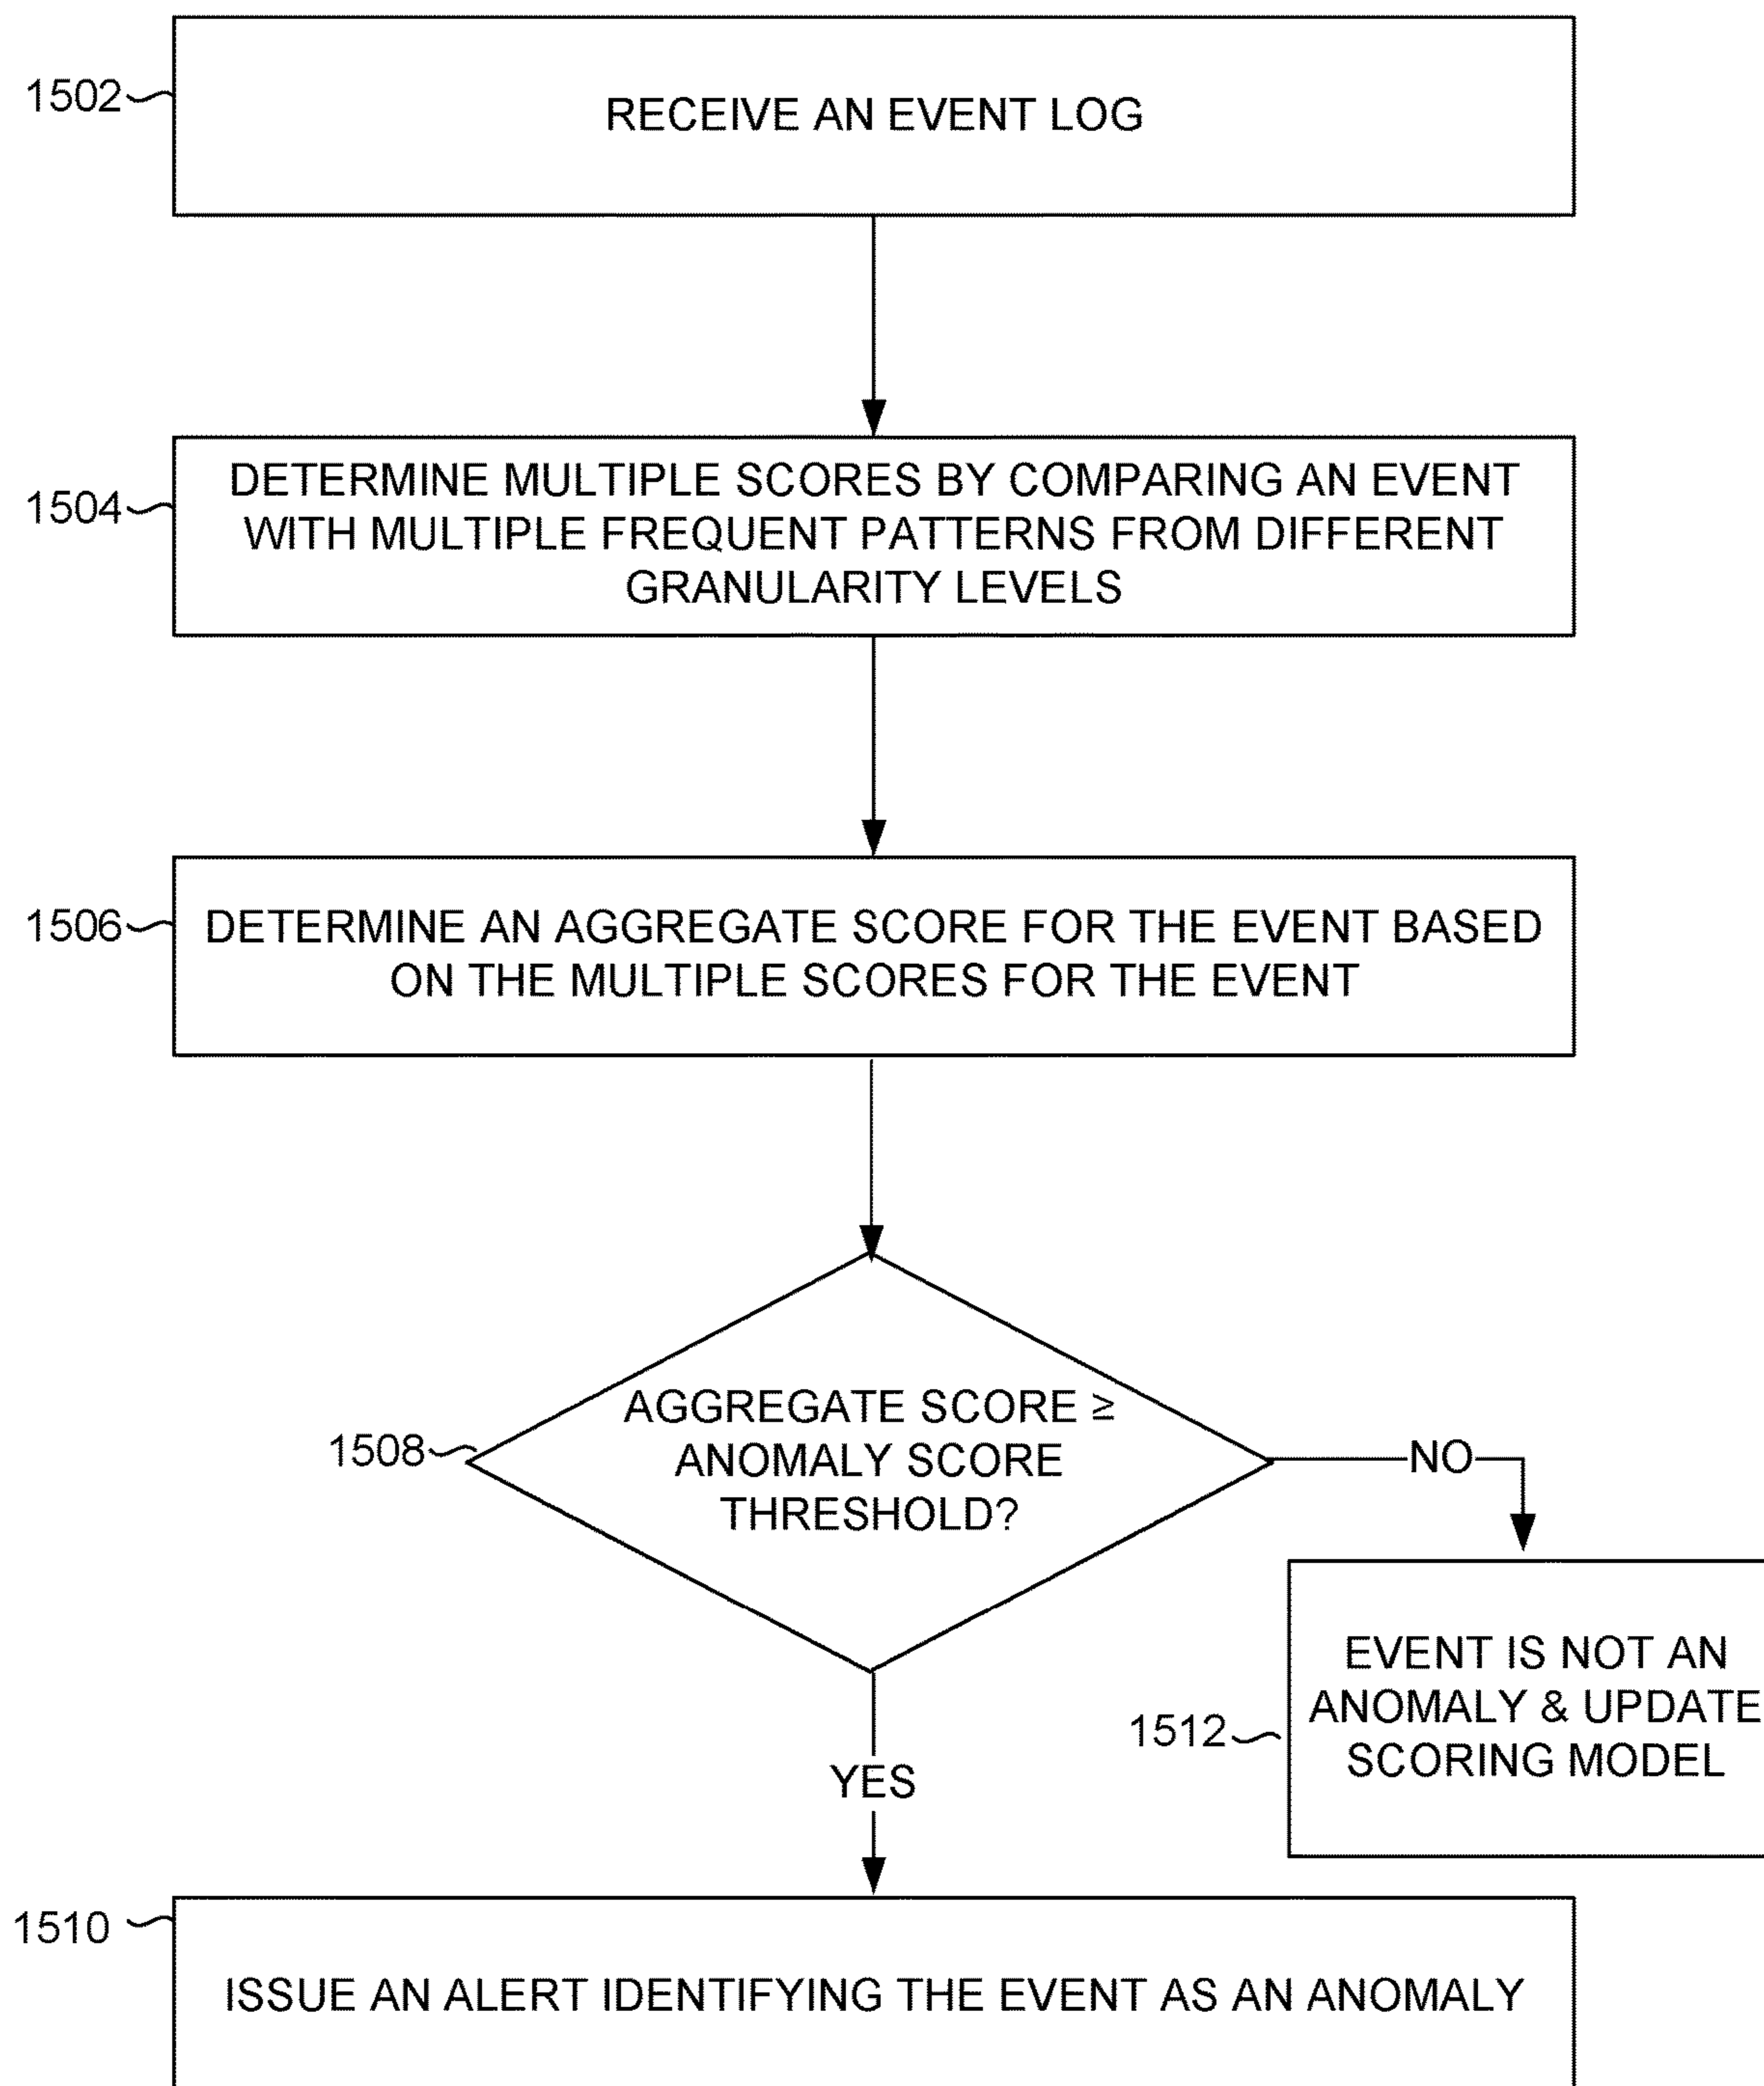 1502
RECEIVE AN EVENT LOG
1504
DETERMINE MULTIPLE SCORES BY COMPARING AN EVENT
WITH MULTIPLE FREQUENT PATTERNS FROM DIFFERENT
GRANULARITY LEVELS
1506
DETERMINE AN AGGREGATE SCORE FOR THE EVENT BASED
ON THE MULTIPLE SCORES FOR THE EVENT
1508
AGGREGATE SCORE ≥
ANOMALY SCORE
THRESHOLD?
NO
1512
EVENT IS NOT AN
ANOMALY & UPDATE
SCORING MODEL
YES
1510
ISSUE AN ALERT IDENTIFYING THE EVENT AS AN ANOMALY